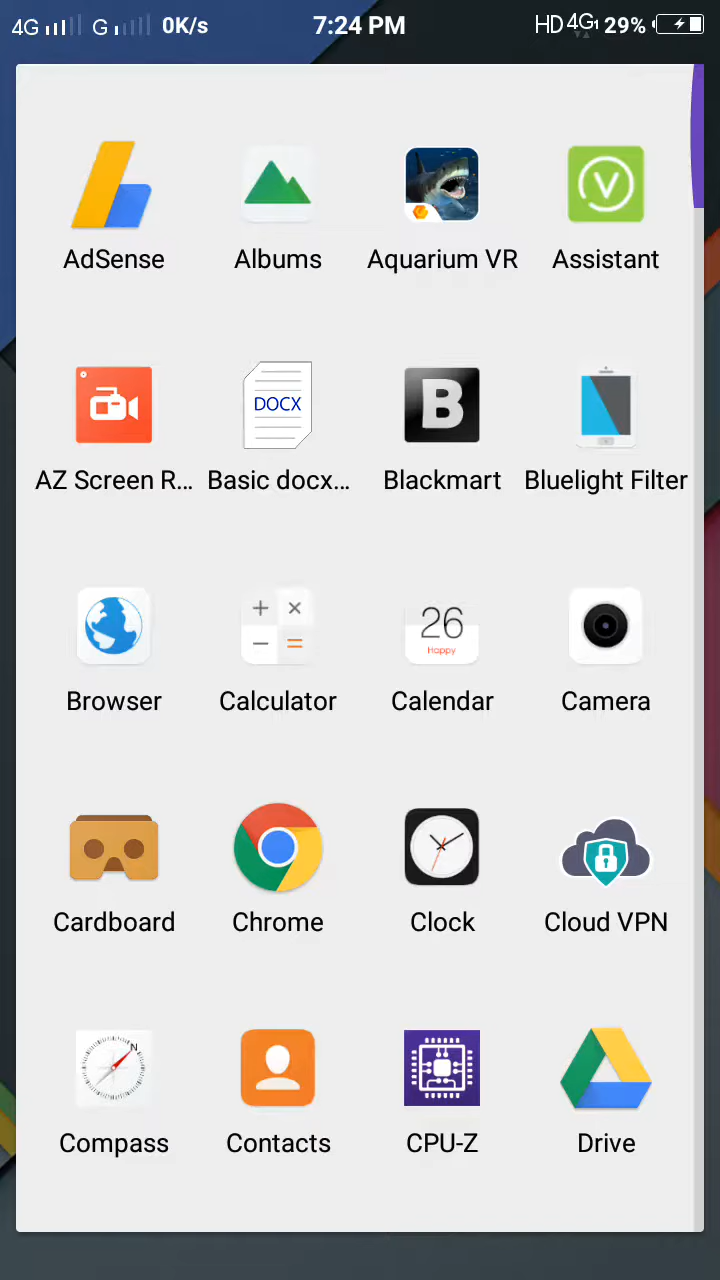 4G G 0K/s 7:24 PM HD 4G 29%
AdSense Albums Aquarium VR Assistant
DOCX B
AZ Screen R... Basic docx... Blackmart Bluelight Filter
26
Happy
Browser Calculator Calendar Camera
Cardboard Chrome Clock Cloud VPN
N
Compass Contacts CPU-Z Drive